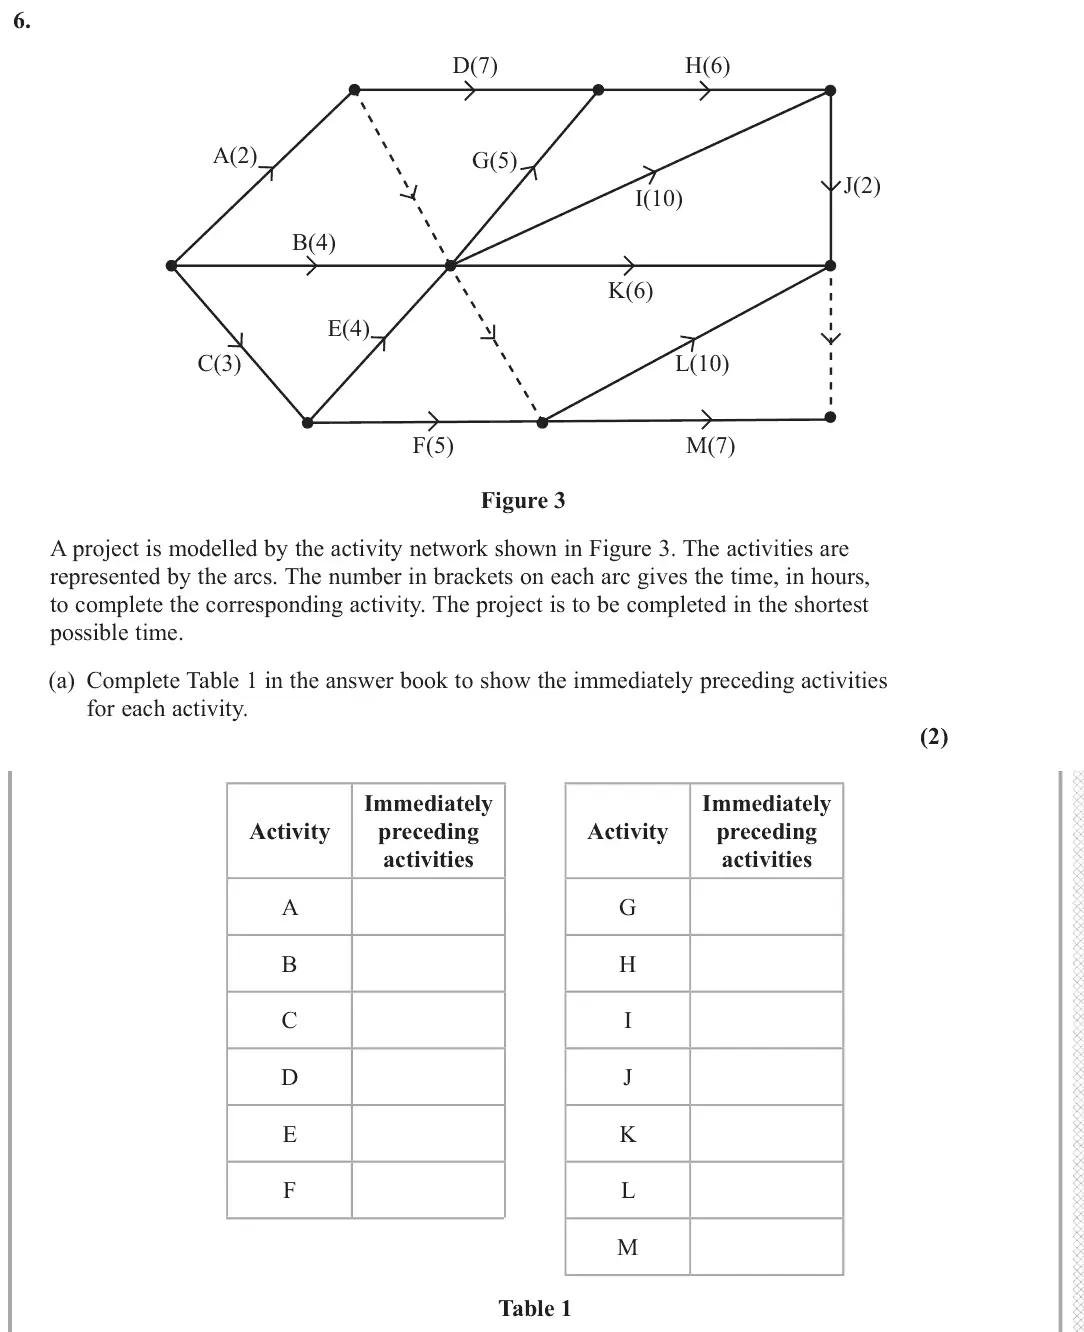 6.
D(7)
H(6)
A(2)
G(5)
I(10)
J(2)
B(4)
K(6)
E(4)
C(3)
L(10)
F(5)
M(7)
Figure 3
A project is modelled by the activity network shown in Figure 3. The activities are
represented by the arcs. The number in brackets on each arc gives the time, in hours,
to complete the corresponding activity. The project is to be completed in the shortest
possible time.
(a) Complete Table 1 in the answer book to show the immediately preceding activities
for each activity.
(2)
Activity
Immediately
preceding
activities
A
B
C
D
E
F
Activity
Immediately
preceding
activities
G
H
I
J
K
L
M
Table 1